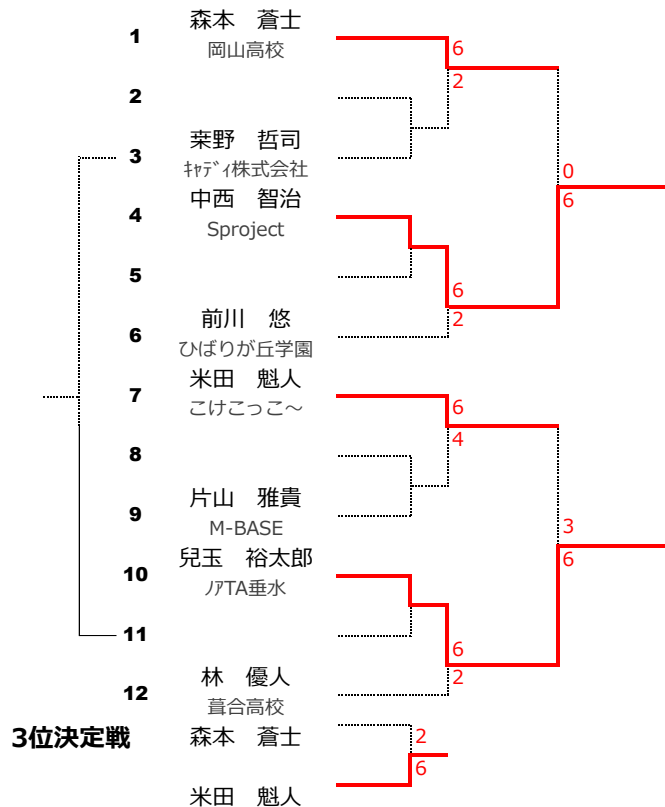 1 森本 蒼士
岡山高校
6
2
2
3 桒野 哲司
ｷｬﾃﾞｨ株式会社
0
6
4 中西 智治
Sproject
5
6
2
6 前川 悠
ひばりが丘学園
7 米田 魁人
こけこっこ～
6
4
8
9 片山 雅貴
M-BASE
3
6
10 兒玉 裕太郎
ﾉｱTA垂水
11
6
2
12 林 優人
葺合高校
3位決定戦 森本 蒼士
2
6
米田 魁人